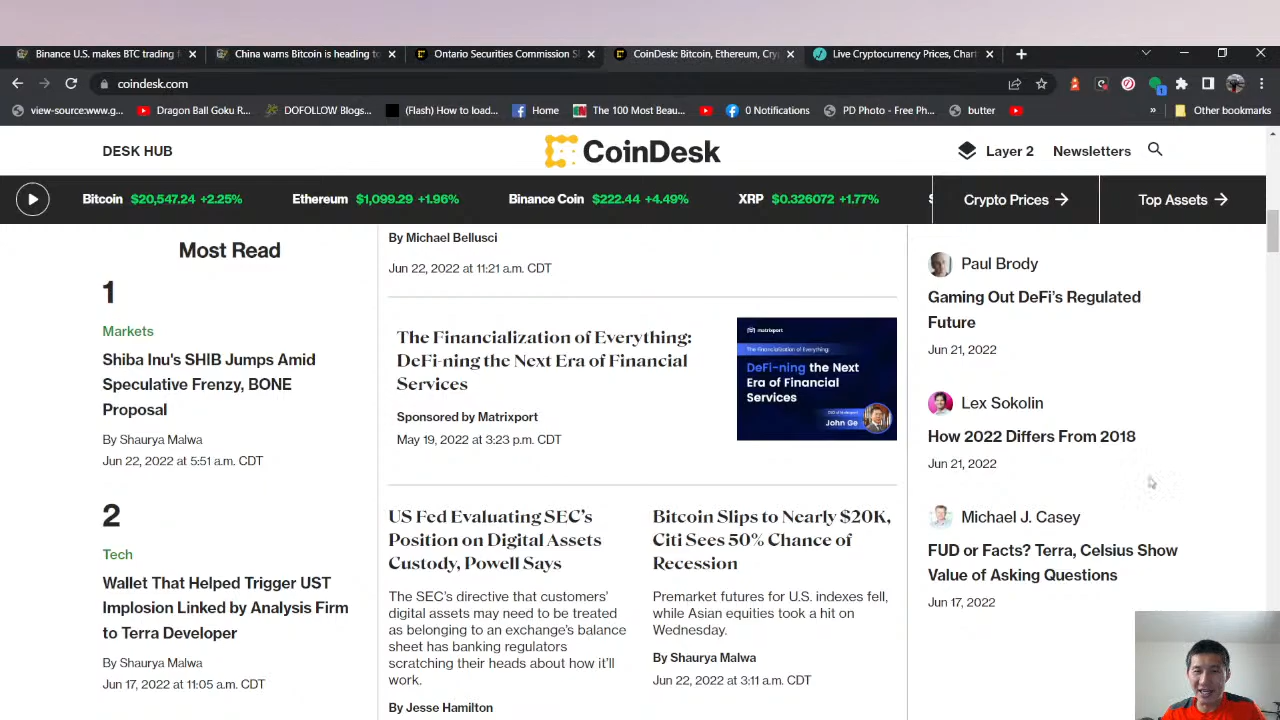 Binance U.S. makes BTC trading f
China warns Bitcoin is heading to
Ontario Securities Commission S
CoinDesk: Bitcoin, Ethereum, Cry
Live Cryptocurrency Prices, Chart
coindesk.com
view-source:www.g...
Dragon Ball Goku R...
DOFOLLOW Blogs...
(Flash) How to load...
Home
The 100 Most Beau...
0 Notifications
PD Photo - Free Ph...
butter
»
Other bookmarks
DESK HUB
CoinDesk
Layer 2
Newsletters
Bitcoin $20,547.24 +2.25%
Ethereum $1,099.29 +1.96%
Binance Coin $222.44 +4.49%
XRP $0.326072 +1.77%
Crypto Prices →
Top Assets →
Most Read
1
Markets
Shiba Inu's SHIB Jumps Amid
Speculative Frenzy, BONE
Proposal
By Shaurya Malwa
Jun 22, 2022 at 5:51 a.m. CDT
2
Tech
Wallet That Helped Trigger UST
Implosion Linked by Analysis Firm
to Terra Developer
By Shaurya Malwa
Jun 17, 2022 at 11:05 a.m. CDT
By Michael Bellusci
Jun 22, 2022 at 11:21 a.m. CDT
The Financialization of Everything:
DeFi-ning the Next Era of Financial
Services
Sponsored by Matrixport
May 19, 2022 at 3:23 p.m. CDT
matrixport
The Financialization of Everything:
DeFi-ning the Next
Era of Financial
Services
John Ge
US Fed Evaluating SEC's
Position on Digital Assets
Custody, Powell Says
The SEC's directive that customers'
digital assets may need to be treated
as belonging to an exchange's balance
sheet has banking regulators
scratching their heads about how it'll
work.
By Jesse Hamilton
Bitcoin Slips to Nearly $20K,
Citi Sees 50% Chance of
Recession
Premarket futures for U.S. indexes fell,
while Asian equities took a hit on
Wednesday.
By Shaurya Malwa
Jun 22, 2022 at 3:11 a.m. CDT
Paul Brody
Gaming Out DeFi's Regulated
Future
Jun 21, 2022
Lex Sokolin
How 2022 Differs From 2018
Jun 21, 2022
Michael J. Casey
FUD or Facts? Terra, Celsius Show
Value of Asking Questions
Jun 17, 2022